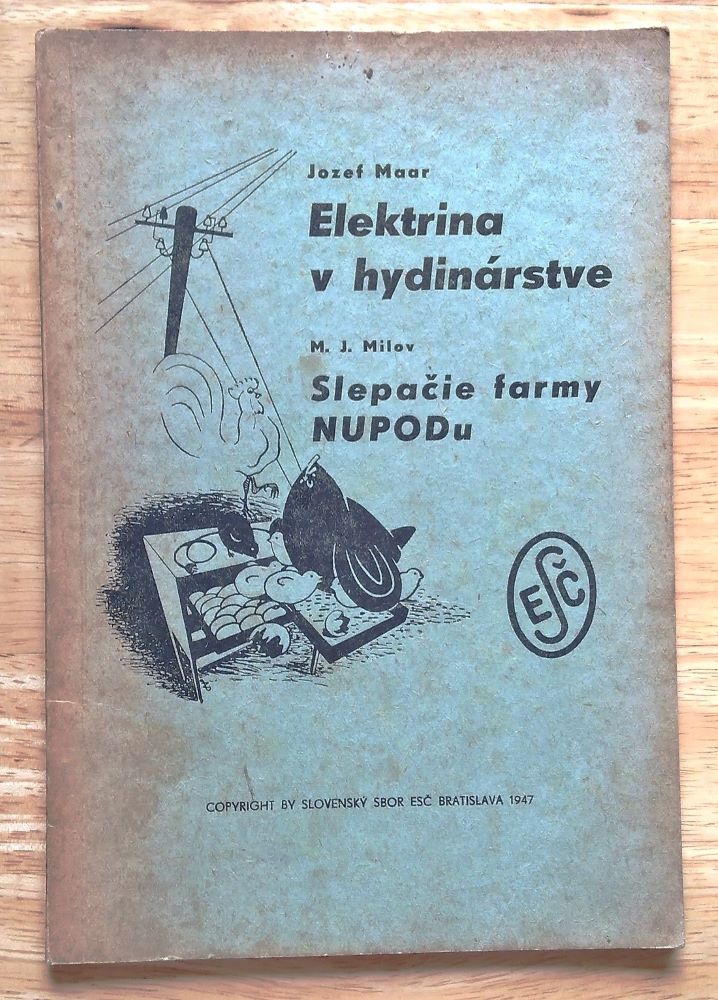 Jozef Maar
Elektrina
v hydinárstve
M. J. Milov
Slepačie farmy
NUPODu
ESČ
COPYRIGHT BY SLOVENSKÝ SBOR ESČ BRATISLAVA 1947